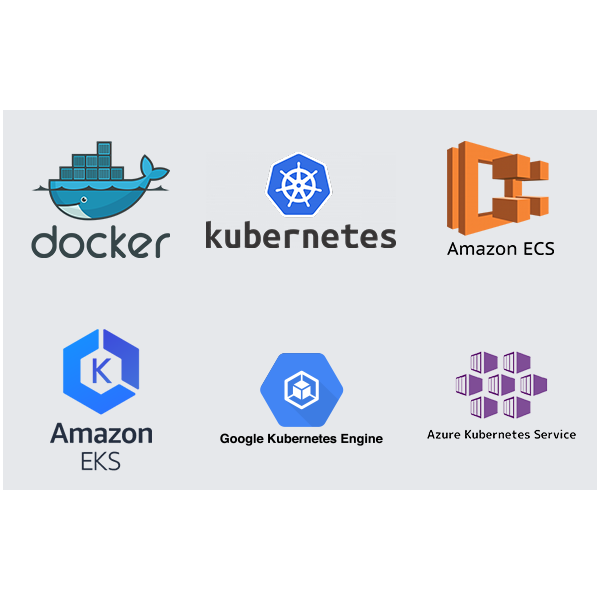 docker
kubernetes
Amazon ECS
K
Amazon
EKS
Google Kubernetes Engine
Azure Kubernetes Service